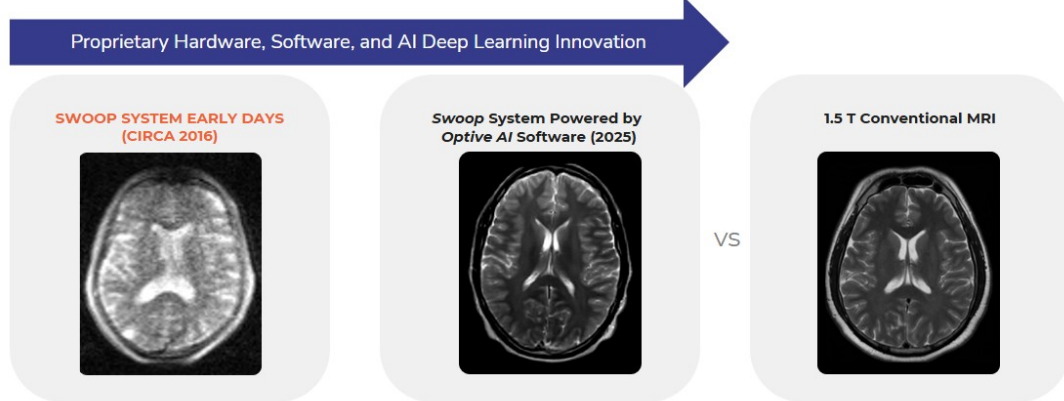 Proprietary Hardware, Software, and AI Deep Learning Innovation
SWOOP SYSTEM EARLY DAYS
(CIRCA 2016)
Swoop System Powered by
Optive AI Software (2025)
VS
1.5 T Conventional MRI